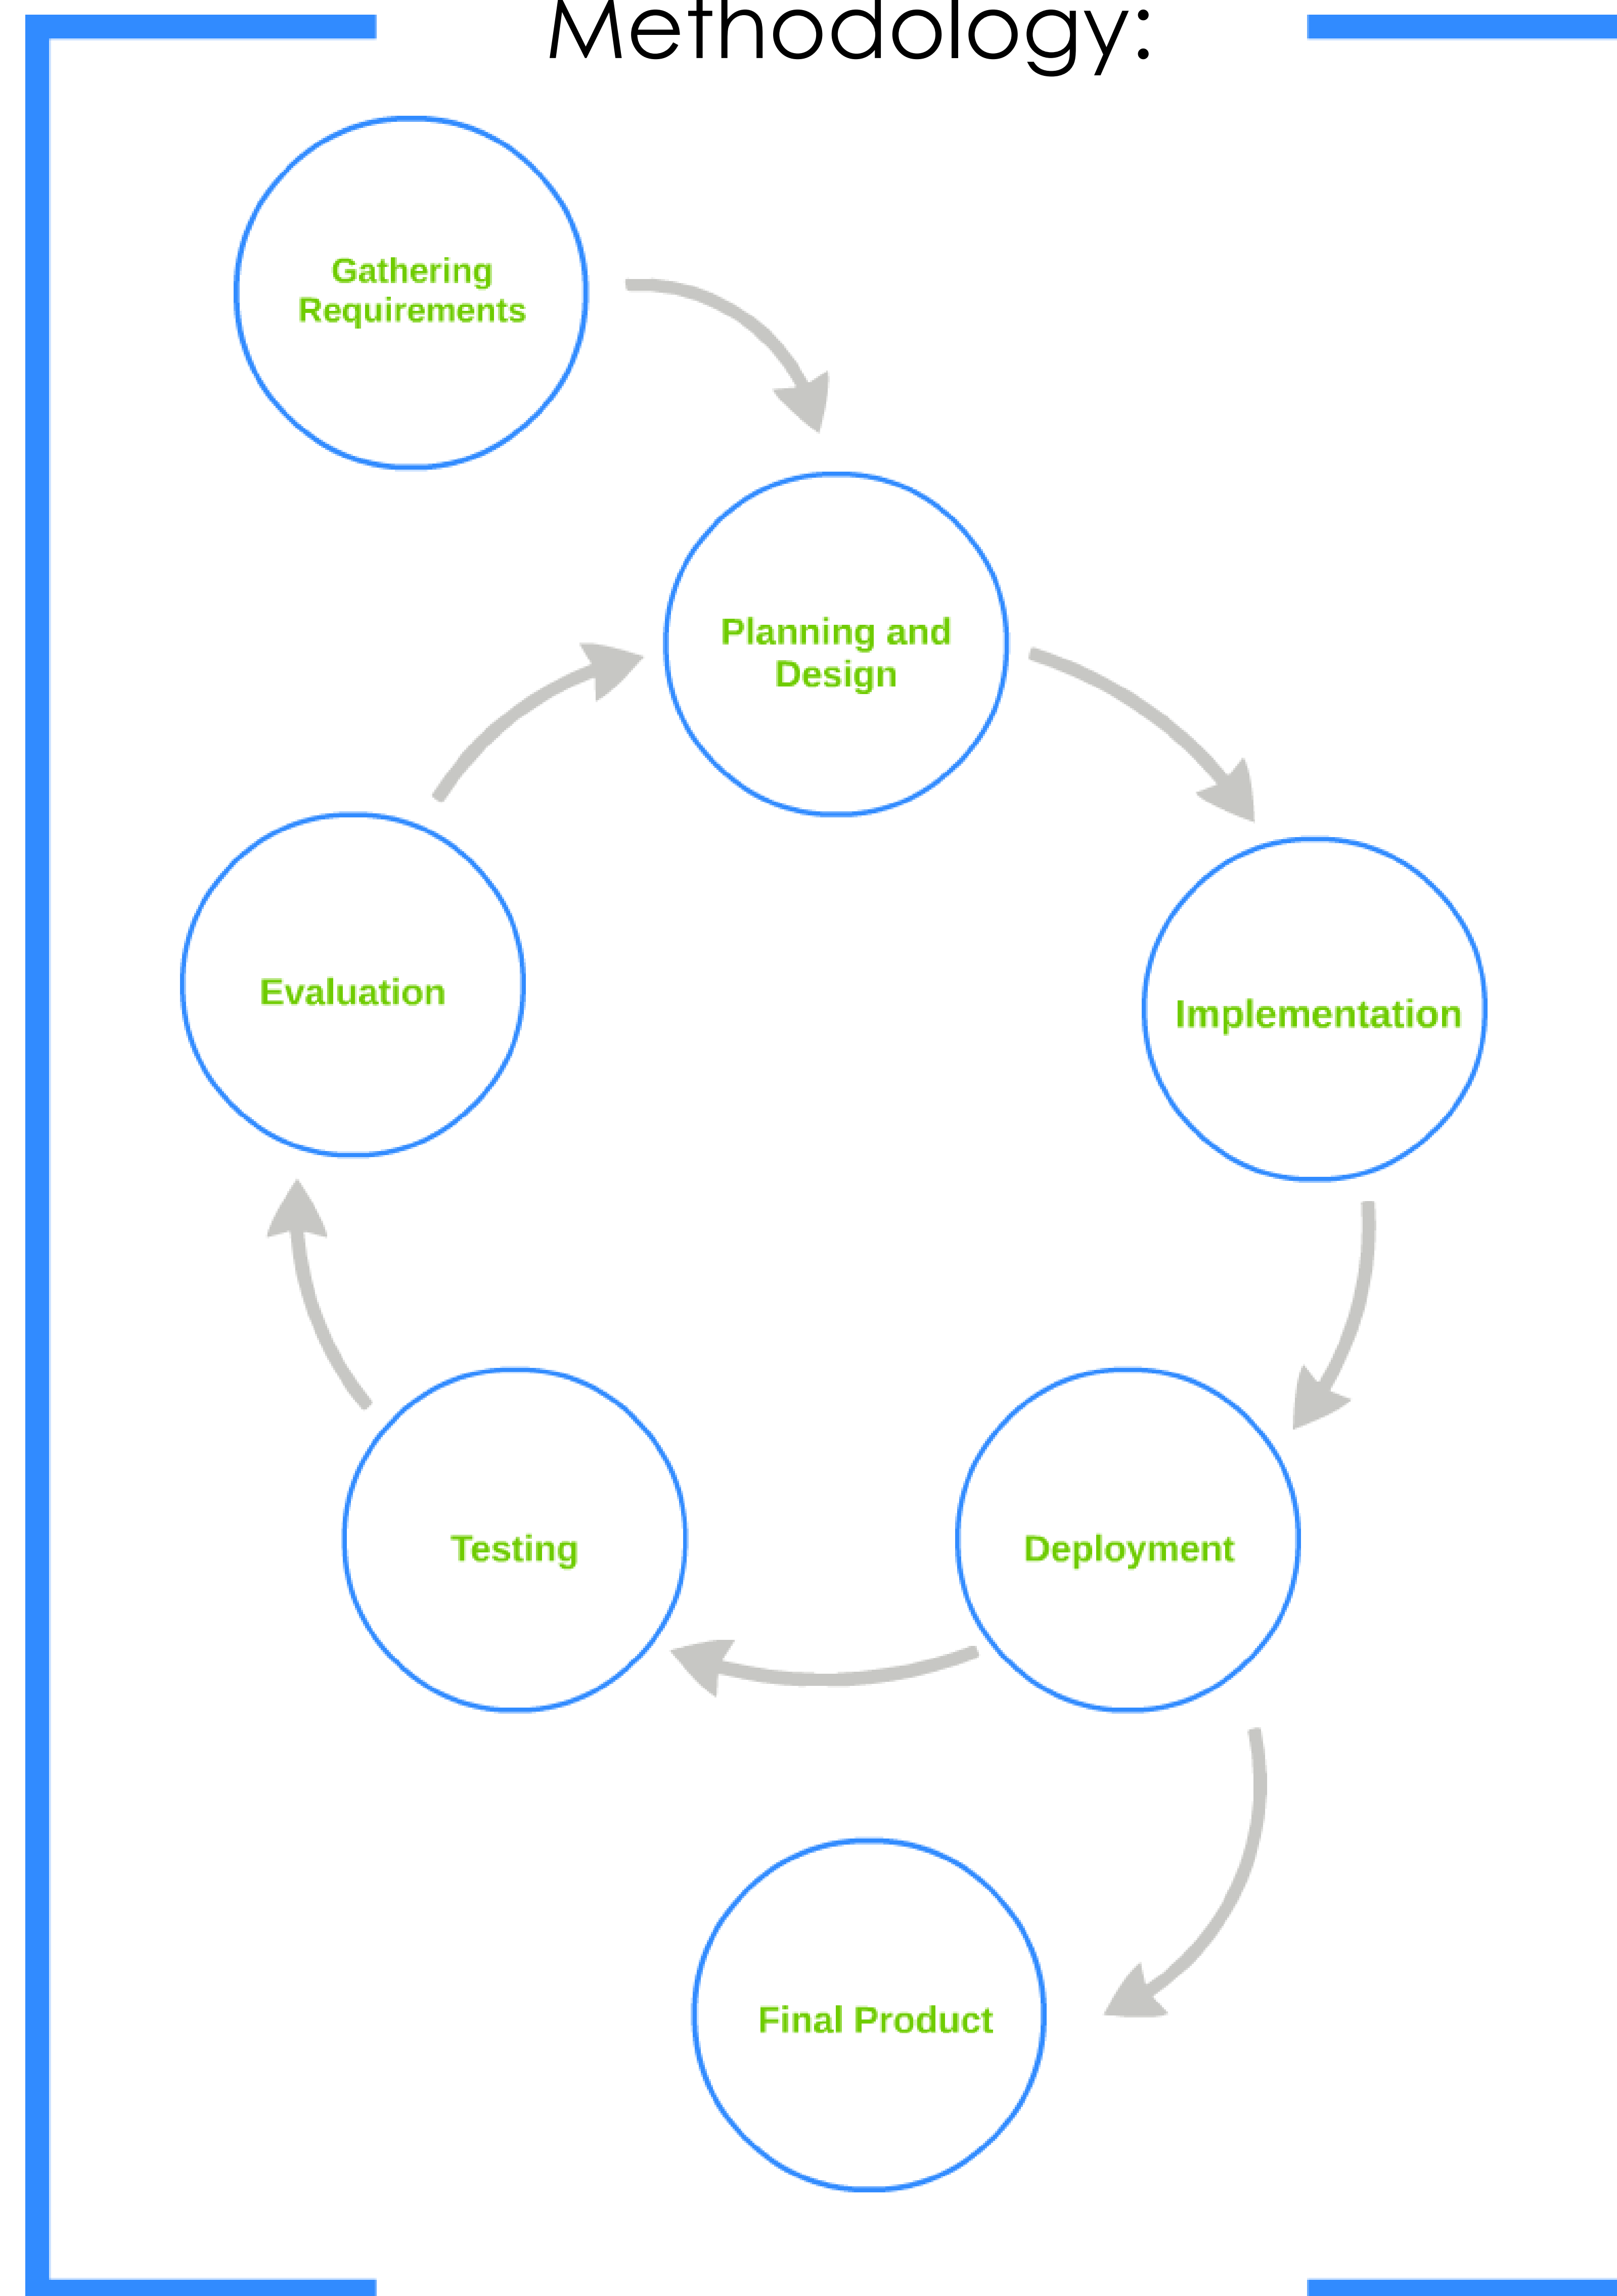 Methodology:
Gathering
Requirements
Planning and
Design
Implementation
Evaluation
Deployment
Testing
Final Product